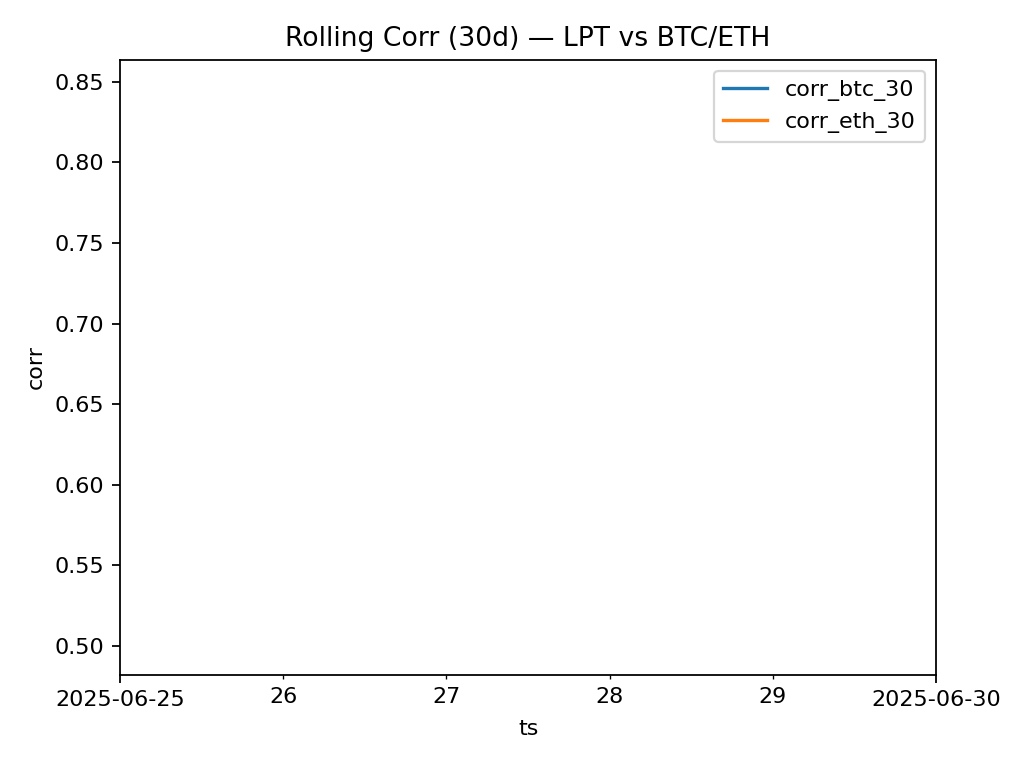 Rolling Corr (30d) — LPT vs BTC/ETH
corr_btc_30
corr_eth_30
0.85
0.80
0.75
0.70
0.65
0.60
0.55
0.50
corr
2025-06-25 26 27 28 29 2025-06-30
ts